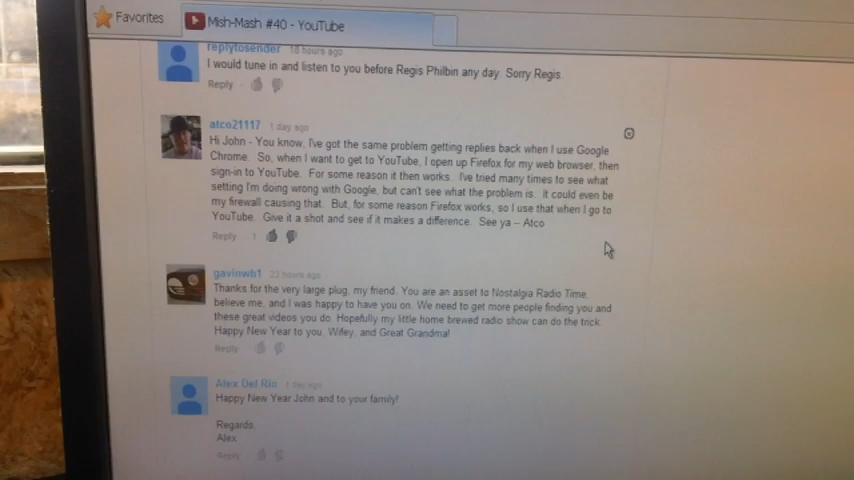 Favorites
Mish-Mash #40 - YouTube
replytosender 18 hours ago
I would tune in and listen to you before Regis Philbin any day. Sorry Regis.
Reply
atco21117 1 day ago
Hi John - You know, I've got the same problem getting replies back when I use Google
Chrome. So, when I want to get to YouTube, I open up Firefox for my web browser, then
sign-in to YouTube. For some reason it then works. I've tried many times to see what
setting I'm doing wrong with Google, but can't see what the problem is. it could even be
my firewall causing that. But, for some reason Firefox works, so I use that when I go to
YouTube. Give it a shot and see if it makes a difference. See ya -- Atco
Reply 1
gavinwb1 23 hours ago
Thanks for the very large plug, my friend. You are an asset to Nostalgia Radio Time,
believe me, and I was happy to have you on. We need to get more people finding you and
these great videos you do. Hopefully my little home brewed radio show can do the trick.
Happy New Year to you, Wifey, and Great Grandma!
Reply
Alex Del Rio 1 day ago
Happy New Year John and to your family!
Regards,
Alex
Reply